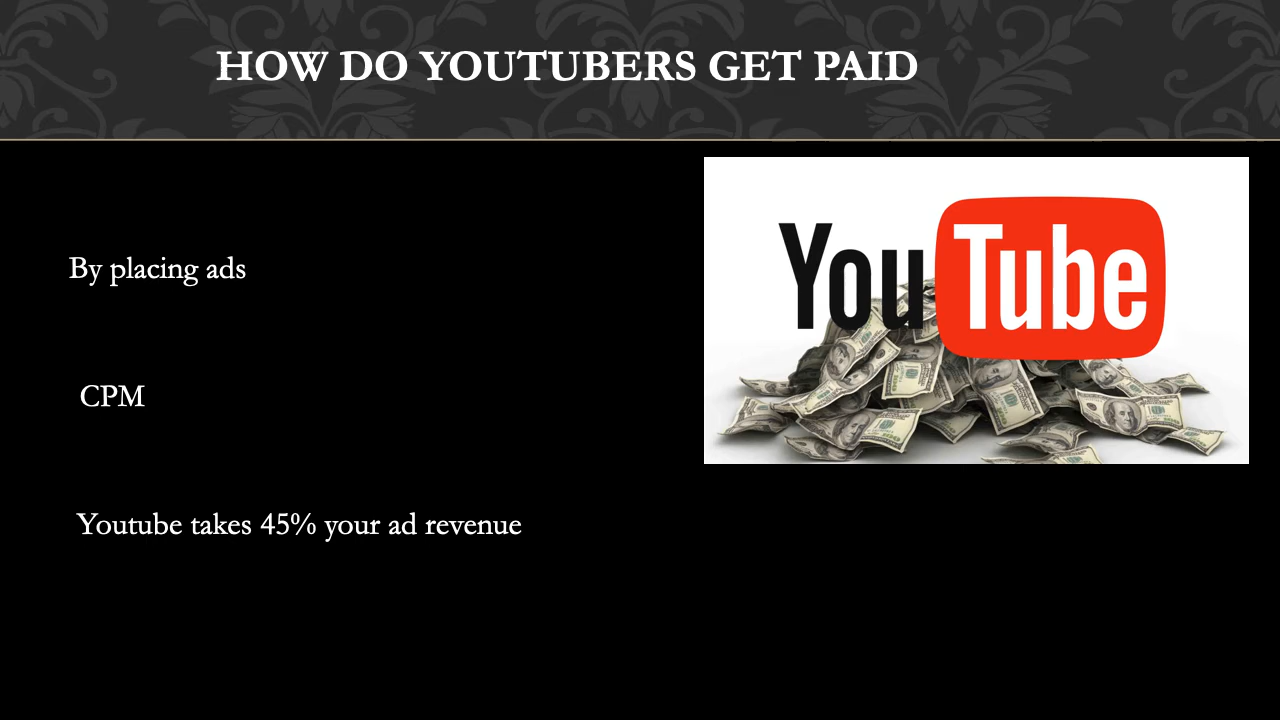 HOW DO YOUTUBERS GET PAID
By placing ads
CPM
Youtube takes 45% your ad revenue
YouTube